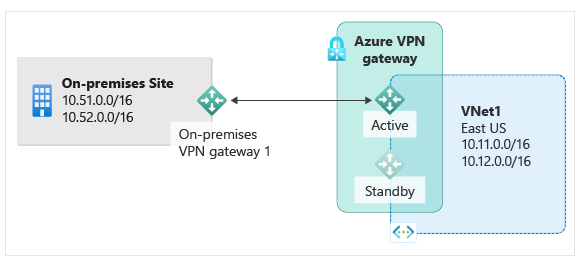 On-premises Site
10.51.0.0/16
10.52.0.0/16
On-premises
VPN gateway 1
Azure VPN
gateway
Active
Standby
VNet1
East US
10.11.0.0/16
10.12.0.0/16